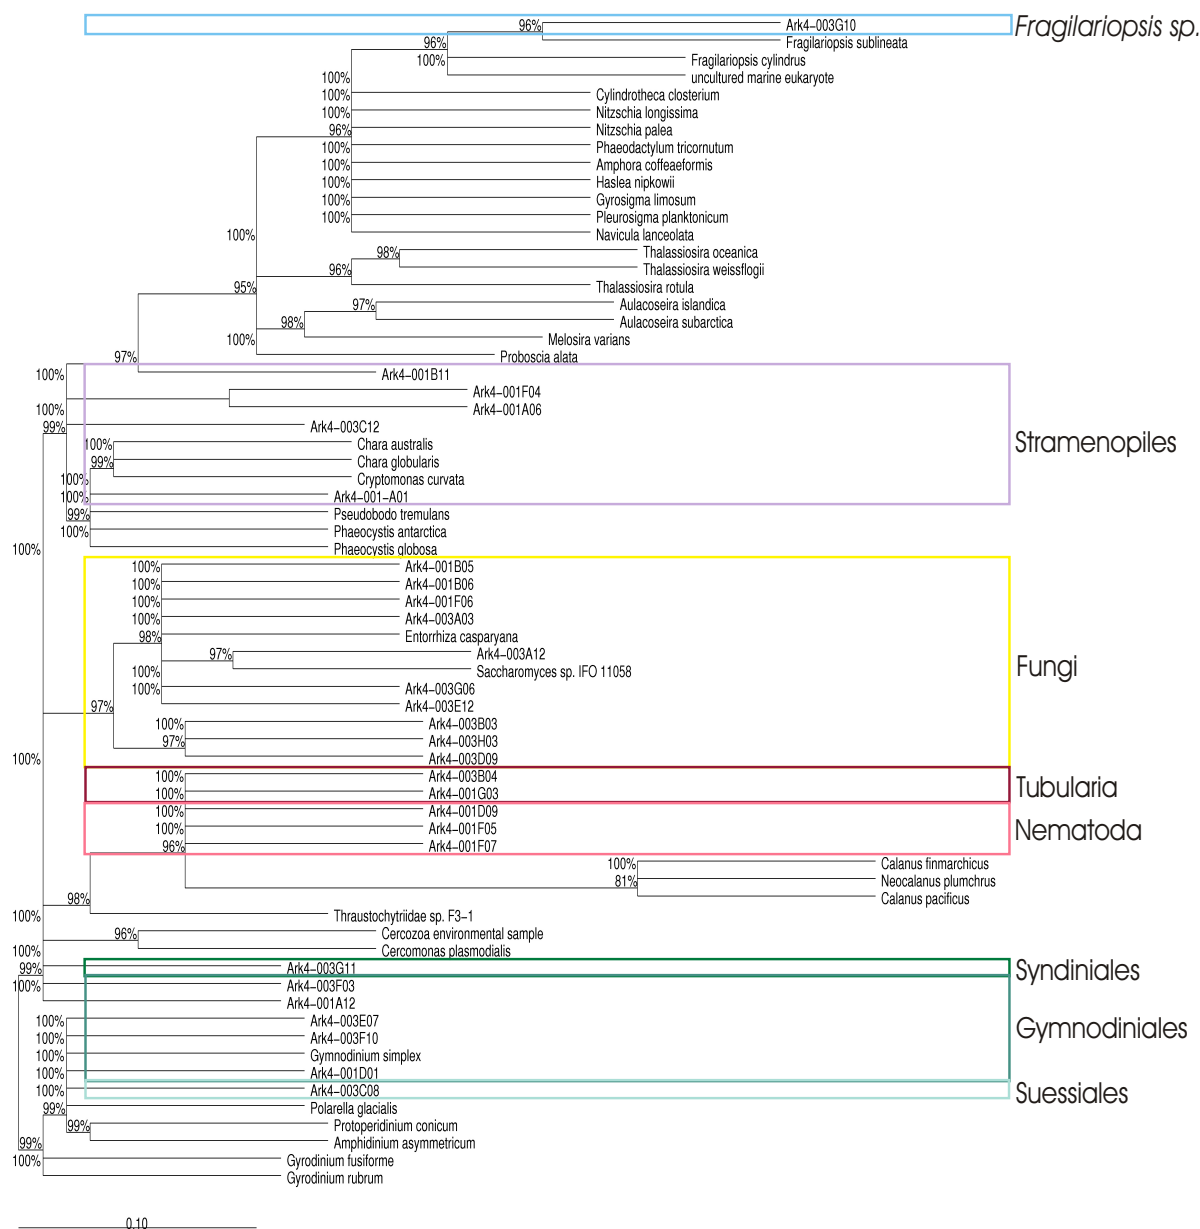 96% Ark4-003G10 Fragilariopsis sp.
96% Fragilariopsis sublineata
100% Fragilariopsis cylindrus
100% uncultured marine eukaryote
100% Cylindrotheca closterium
100% Nitzschia longissima
96% Nitzschia palea
100% Phaeodactylum tricornutum
100% Amphora coffeaeformis
100% Haslea nipkowii
100% Gyrosigma limosum
100% Pleurosigma planktonicum
100% Navicula lanceolata
98% Thalassiosira oceanica
96% Thalassiosira weissflogii
95% Thalassiosira rotula
97% Aulacoseira islandica
98% Aulacoseira subarctica
100% Melosira varians
97% Proboscia alata
100% Ark4-001B11
Ark4-001F04
100% Ark4-001A06
99% Ark4-003C12
100% Chara australis Stramenopiles
99% Chara globularis
100% Cryptomonas curvata
100% Ark4-001-A01
99% Pseudobodo tremulans
100% Phaeocystis antarctica
100% Phaeocystis globosa
100% Ark4-001B05
100% Ark4-001B06
100% Ark4-001F06
100% Ark4-003A03
98% Entorrhiza casparyana
97% Ark4-003A12
100% Saccharomyces sp. IFO 11058 Fungi
100% Ark4-003G06
97% Ark4-003E12
100% Ark4-003B03
97% Ark4-003H03
100% Ark4-003D09
100% Ark4-003B04
100% Ark4-001G03 Tubularia
100% Ark4-001D09
100% Ark4-001F05 Nematoda
96% Ark4-001F07
100% Calanus finmarchicus
81% Neocalanus plumchrus
98% Calanus pacificus
100% Thraustochytriidae sp. F3-1
96% Cercozoa environmental sample
100% Cercomonas plasmodialis
99% Ark4-003G11 Syndiniales
100% Ark4-003F03
Ark4-001A12
100% Ark4-003E07
100% Ark4-003F10 Gymnodiniales
100% Gymnodinium simplex
100% Ark4-001D01
100% Ark4-003C08 Suessiales
99% Polarella glacialis
99% Protoperidinium conicum
99% Amphidinium asymmetricum
100% Gyrodinium fusiforme
Gyrodinium rubrum
0.10